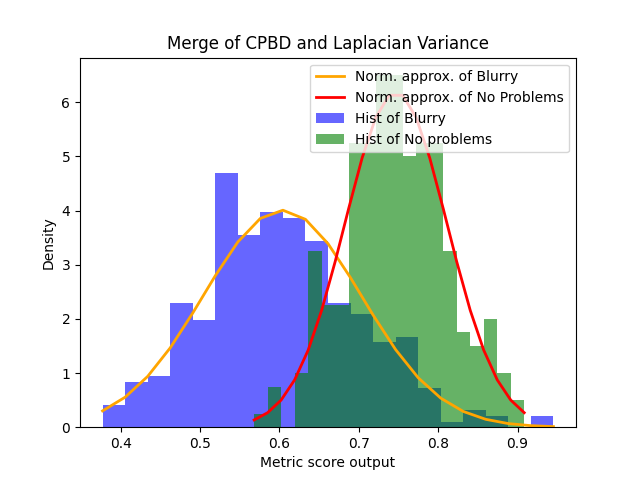 Merge of CPBD and Laplacian Variance
Norm. approx. of Blurry
Norm. approx. of No Problems
Hist of Blurry
Hist of No problems
Density
6
5
4
3
2
1
0
0.4 0.5 0.6 0.7 0.8 0.9
Metric score output